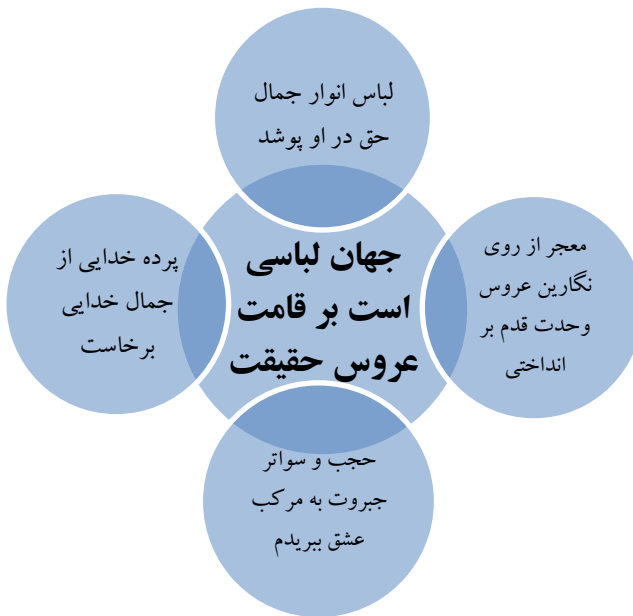 لباس انوار جمال
حق در او پوشد
معجر از روی
نگارین عروس
وحدت قدم بر
انداختی
جهان لباسی
است بر قامت
عروس حقیقت
پرده خدایی از
جمال خدایی
برخاست
حجب و سواتر
جبروت به مرکب
عشق ببریدم